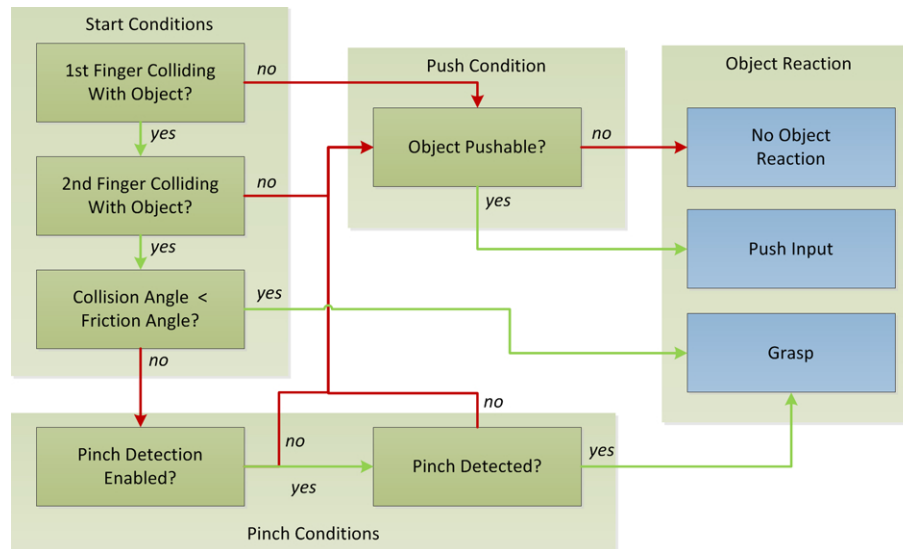 Start Conditions
1st Finger Colliding
With Object?
no
yes
2nd Finger Colliding
With Object?
no
yes
Collision Angle < 
Friction Angle?
yes
no
Push Condition
Object Pushable?
no
yes
Object Reaction
No Object
Reaction
Push Input
Grasp
Pinch Detection
Enabled?
no
yes
Pinch Detected?
no
yes
Pinch Conditions